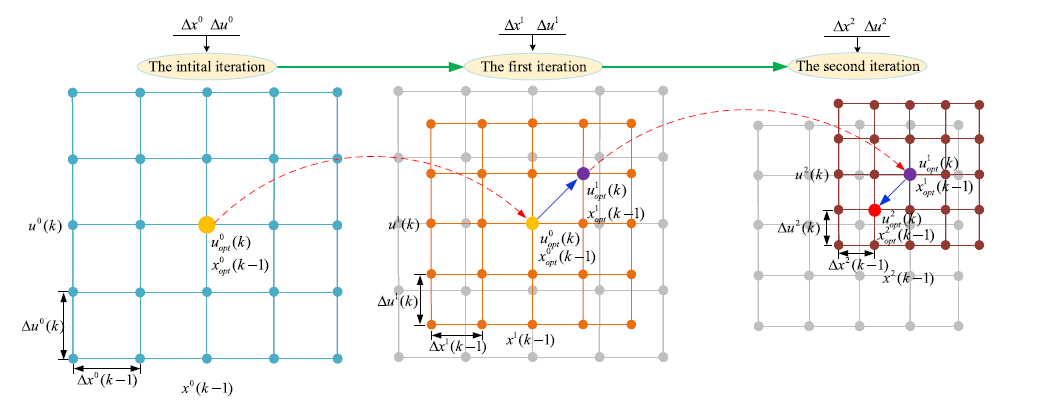 Δx⁰ Δu⁰
The intital iteration
Δx¹ Δu¹
The first iteration
Δx² Δu²
The second iteration
u⁰(k)
u⁰opt(k)
x⁰opt(k−1)
Δu⁰(k)
Δx⁰(k−1)
x⁰(k−1)
u¹(k)
u¹opt(k)
x¹opt(k−1)
u⁰opt(k)
x⁰opt(k−1)
Δu¹(k)
Δx¹(k−1)
x¹(k−1)
u²(k)
u¹opt(k)
x¹opt(k−1)
u²opt(k)
x²opt(k−1)
Δu²(k)
Δx²(k−1)
x²(k−1)